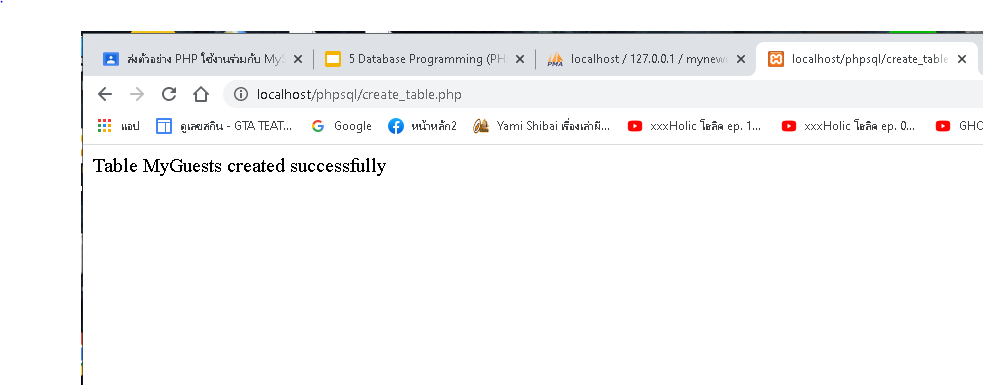 ส่งตัวอย่าง PHP ใช้งานร่วมกับ MyS
5 Database Programming (PH
localhost / 127.0.0.1 / mynew
localhost/phpsql/create_table
localhost/phpsql/create_table.php
แอป
ดูเลขสกิน - GTA TEAT...
Google
หน้าหลัก2
Yami Shibai เรื่องเล่าผี...
xxxHolic โฮลิค ep. 1...
xxxHolic โฮลิค ep. 0...
GHO
Table MyGuests created successfully